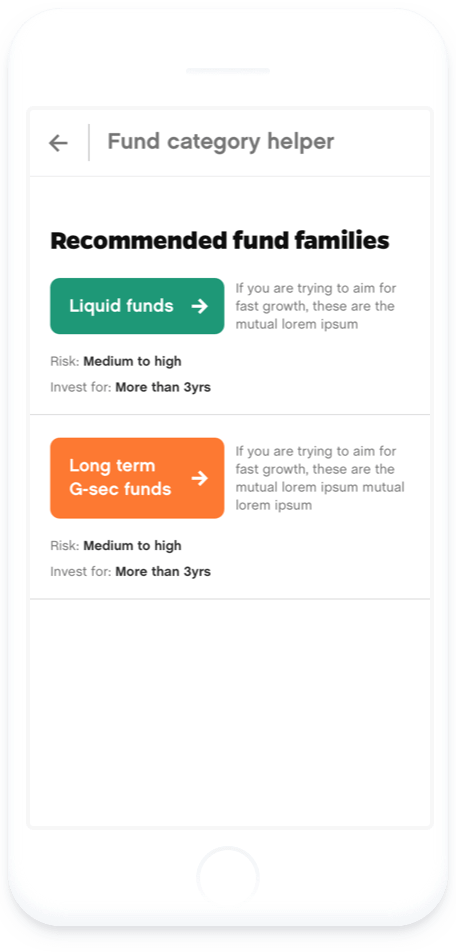 Fund category helper
Recommended fund families
Liquid funds
If you are trying to aim for
fast growth, these are the
mutual lorem ipsum
Risk: Medium to high
Invest for: More than 3yrs
Long term
G-sec funds
If you are trying to aim for
fast growth, these are the
mutual lorem ipsum mutual
lorem ipsum
Risk: Medium to high
Invest for: More than 3yrs